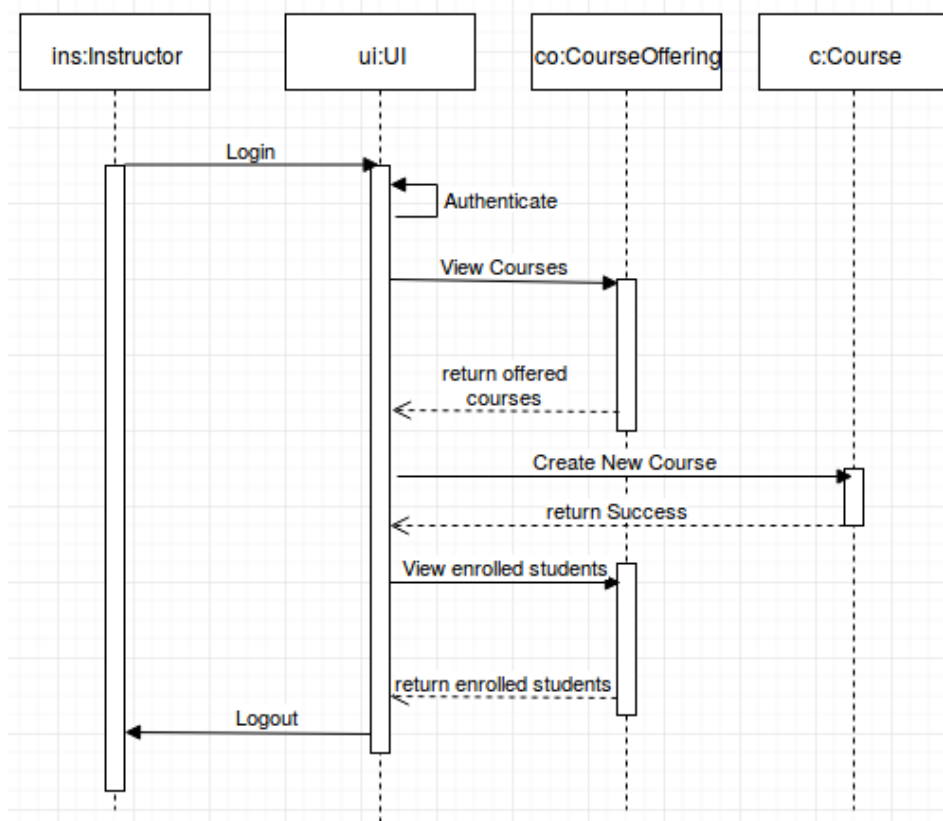 ins:Instructor
ui:UI
co:CourseOffering
c:Course
Login
Authenticate
View Courses
return offered
courses
Create New Course
return Success
View enrolled students
return enrolled students
Logout